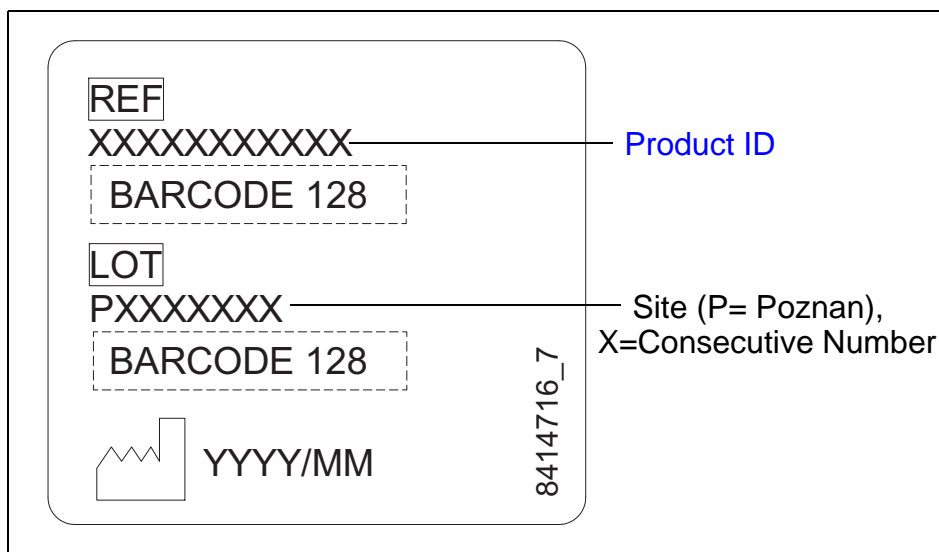 REF
XXXXXXXXXXX
Product ID
BARCODE 128
LOT
PXXXXXXX
Site (P= Poznan),
X=Consecutive Number
BARCODE 128
YYYY/MM
8414716_7